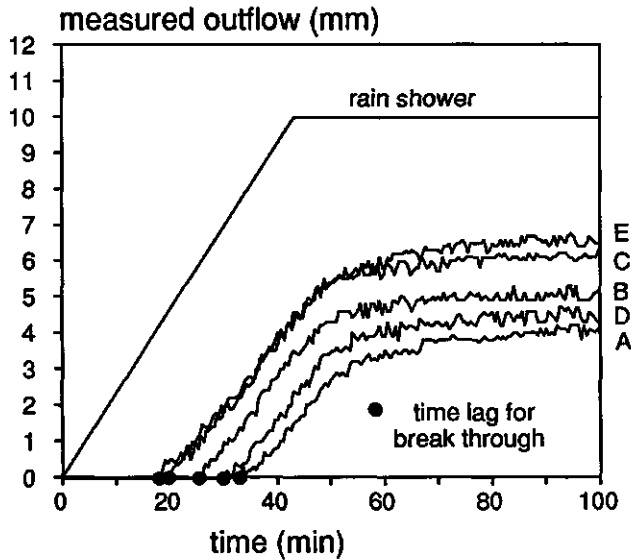 measured outflow (mm)
12
11
10
9
8
7
6
5
4
3
2
1
0
rain shower
E
C
B
D
A
time lag for
break through
0
20
40
60
80
100
time (min)